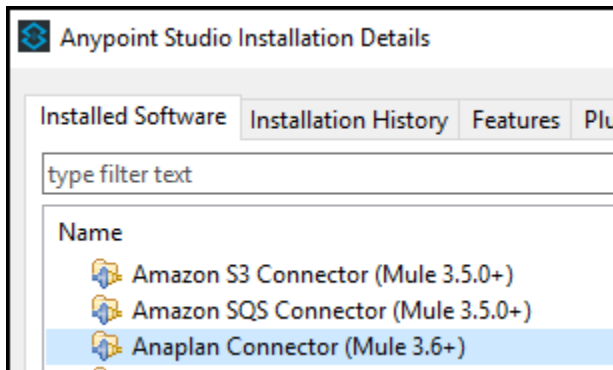 Anypoint Studio Installation Details
Installed Software Installation History Features Plu
type filter text
Name
Amazon S3 Connector (Mule 3.5.0+)
Amazon SQS Connector (Mule 3.5.0+)
Anaplan Connector (Mule 3.6+)